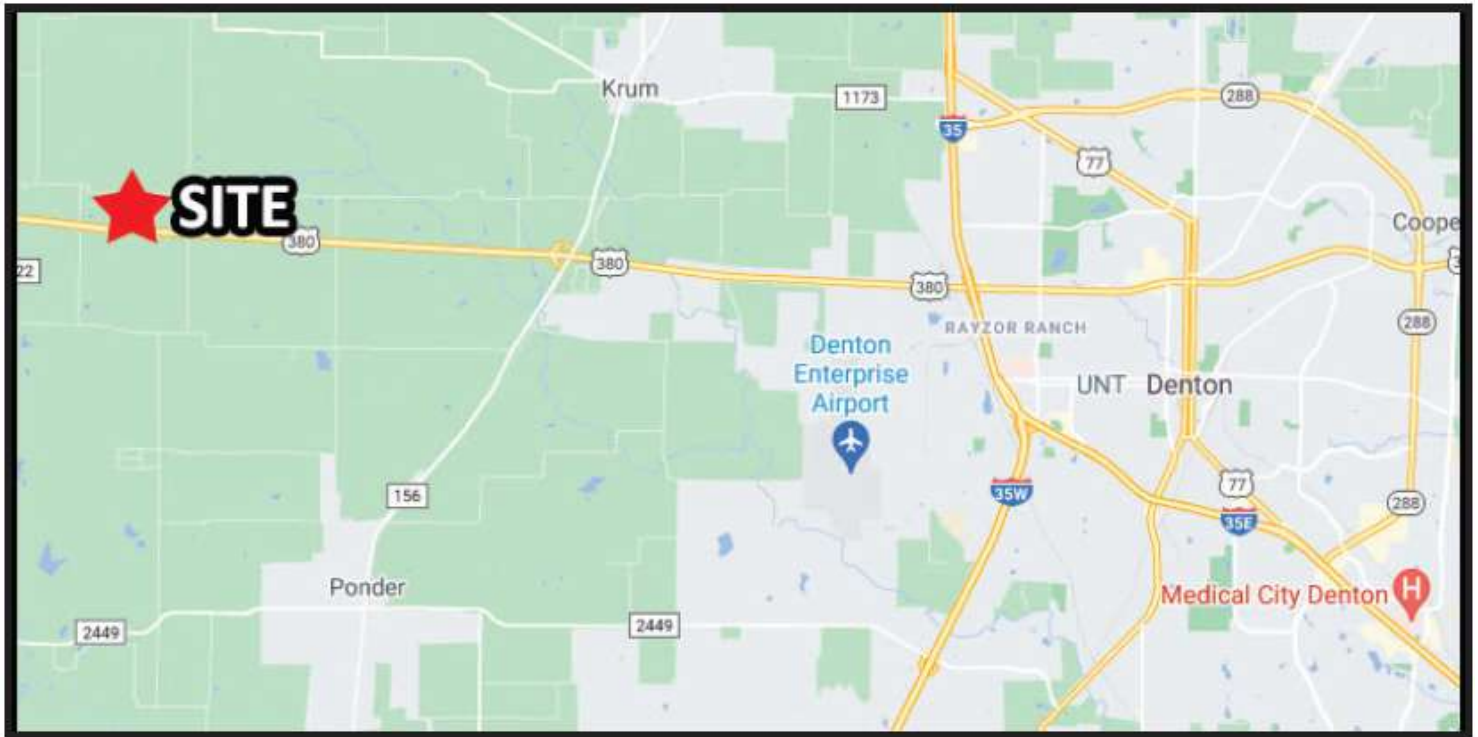 Krum
1173
288
35
77
SITE
Coope
380
22
380
380
3
288
RAYZOR RANCH
Denton
Enterprise
Airport
UNT
Denton
156
35W
77
288
35E
Ponder
Medical City Denton
H
2449
2449